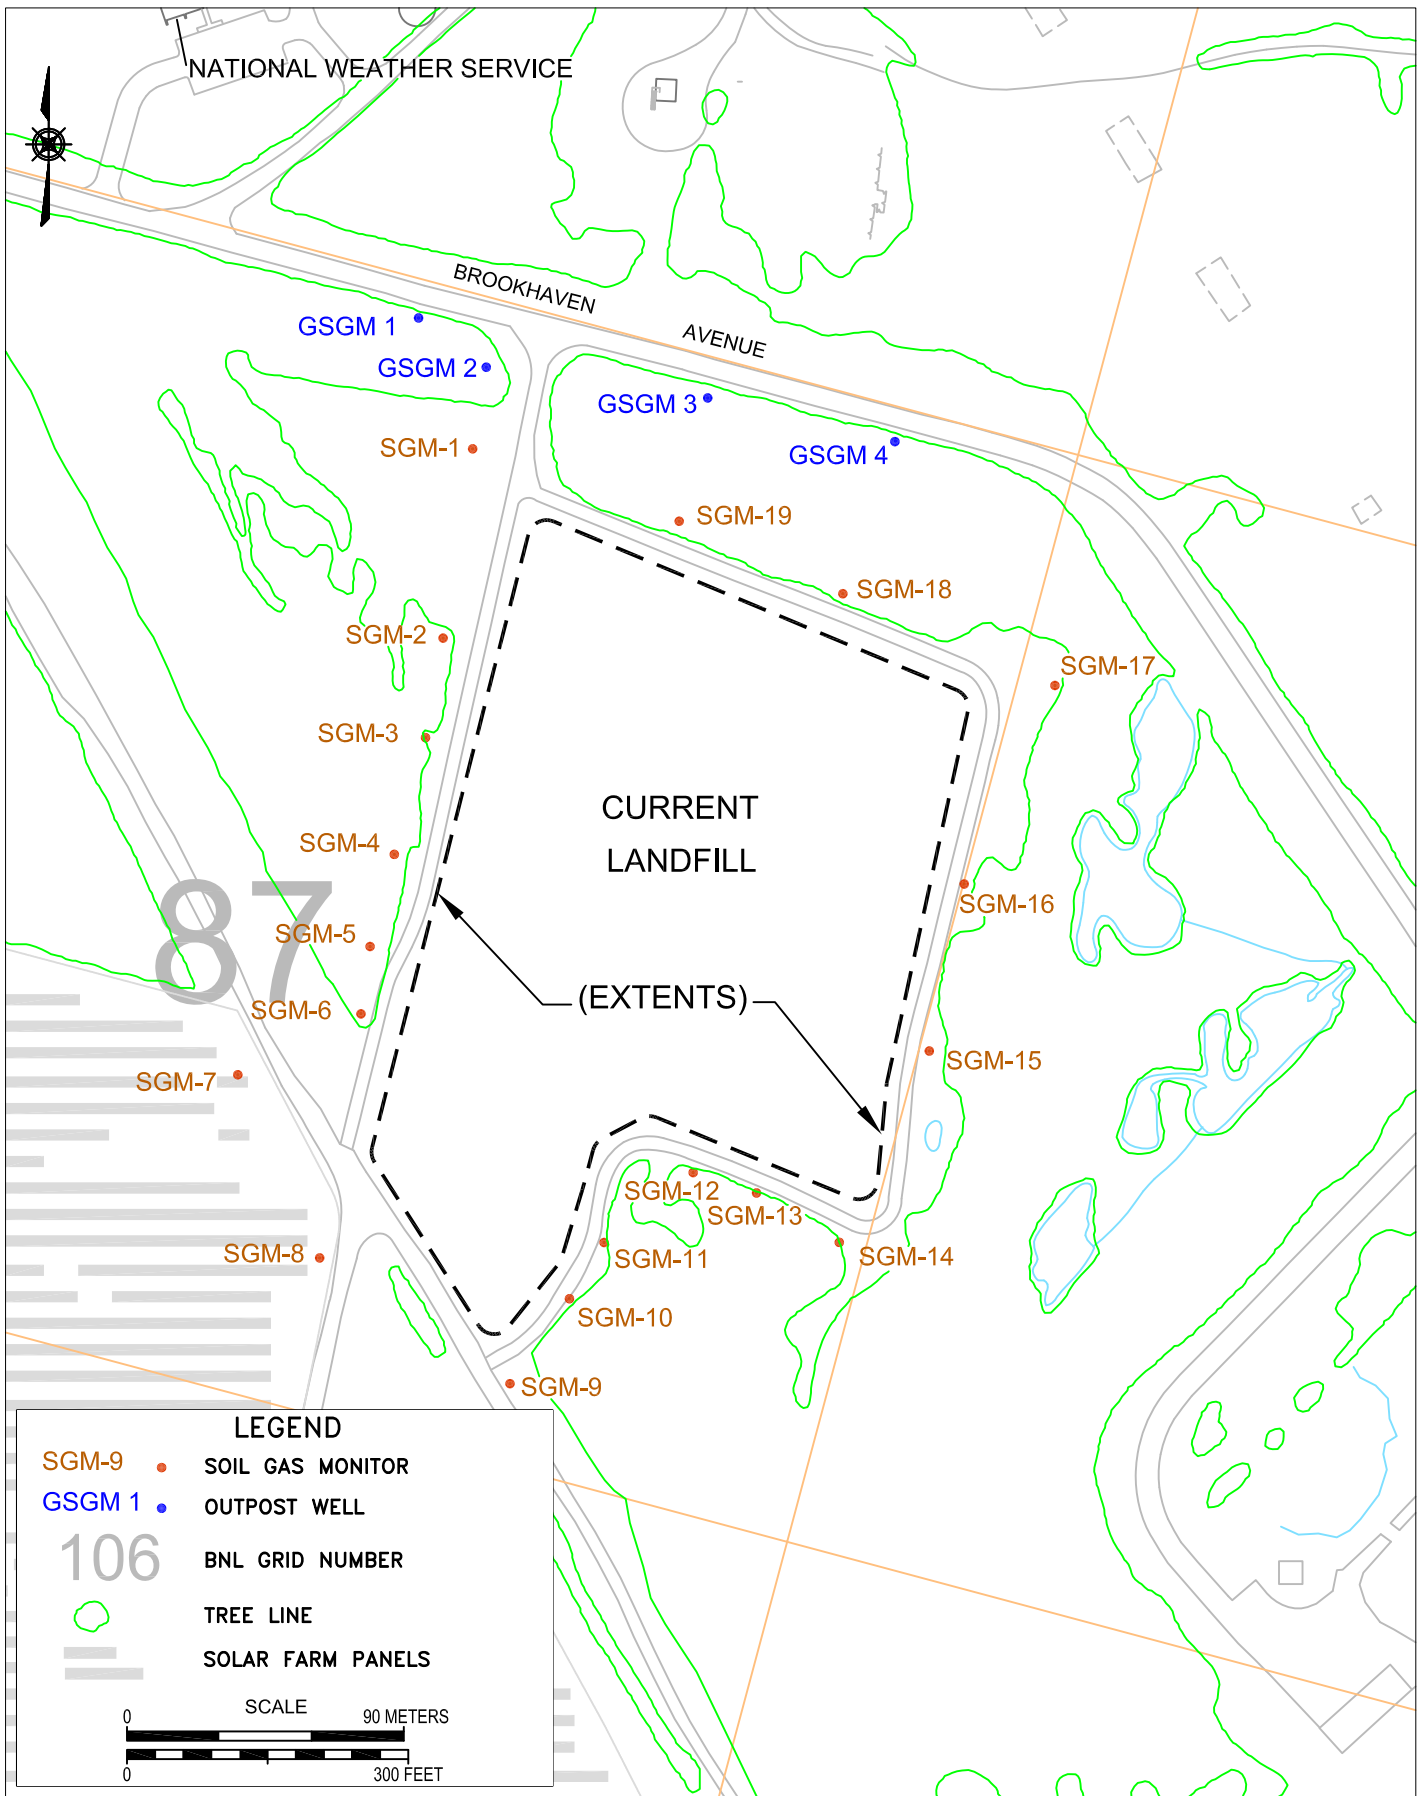 NATIONAL WEATHER SERVICE
BROOKHAVEN
AVENUE
GSGM 1
GSGM 2
GSGM 3
GSGM 4
SGM-1
SGM-19
SGM-18
SGM-2
SGM-17
SGM-3
CURRENT
LANDFILL
SGM-4
87
SGM-16
SGM-5
(EXTENTS)
SGM-6
SGM-15
SGM-7
SGM-12
SGM-13
SGM-8
SGM-11
SGM-14
SGM-10
SGM-9
LEGEND
SGM-9 SOIL GAS MONITOR
GSGM 1 OUTPOST WELL
106 BNL GRID NUMBER
TREE LINE
SOLAR FARM PANELS
SCALE
0 90 METERS
0 300 FEET